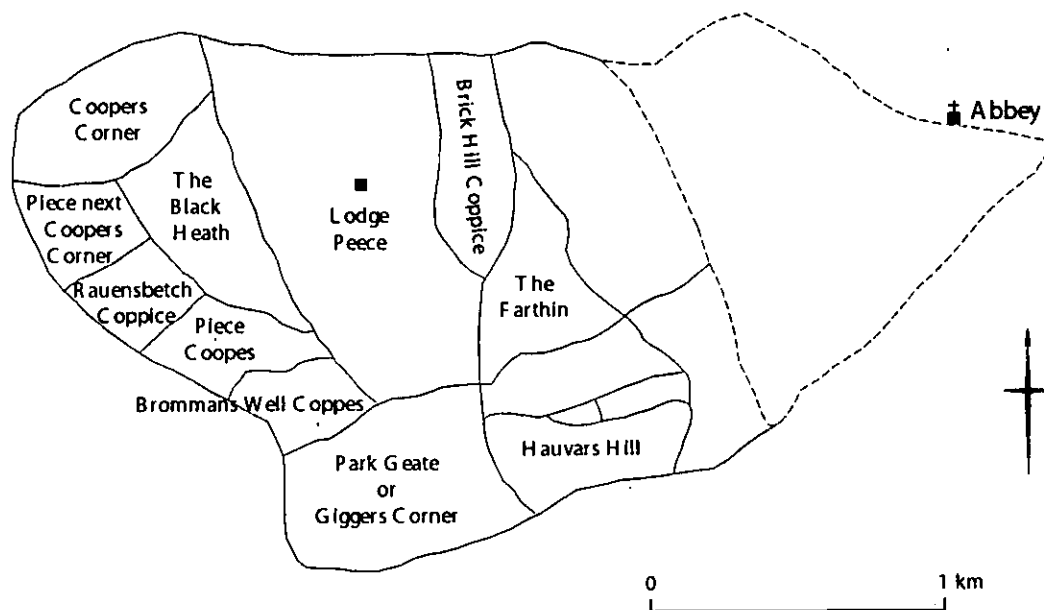 Coopers
Corner
Abbey
Brick Hill Coppice
The
Black
Heath
Lodge
Peece
Piece next
Coopers
Corner
Rauensbetch
Coppice
The
Farthin
Piece
Coopes
Brommans Well Coppes
Hauvars Hill
Park Geate
or
Giggers Corner
0
1 km